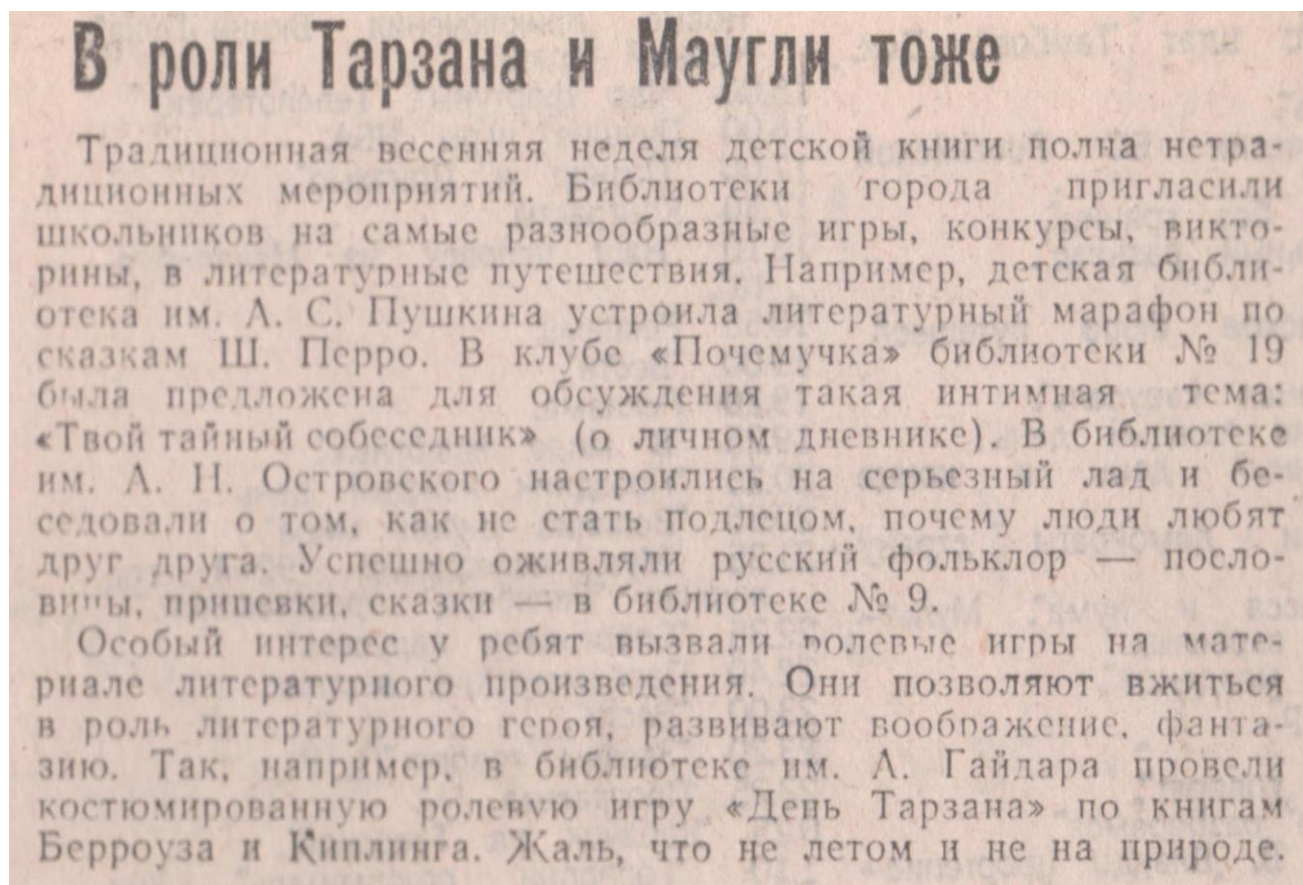 В роли Тарзана и Маугли тоже
Традиционная весенняя неделя детской книги полна нетра-
диционных мероприятий. Библиотеки города пригласили
школьников на самые разнообразные игры, конкурсы, викто-
рины, в литературные путешествия. Например, детская библи-
отека им. А. С. Пушкина устроила литературный марафон по
сказкам Ш. Перро. В клубе «Почемучка» библиотеки № 19
была предложена для обсуждения такая интимная тема:
«Твой тайный собеседник» (о личном дневнике). В библиотеке
им. А. Н. Островского настроились на серьезный лад и бе-
седовали о том, как не стать подлецом, почему люди любят
друг друга. Успешно оживляли русский фольклор — посло-
вицы, припевки, сказки — в библиотеке № 9.
Особый интерес у ребят вызвали ролевые игры на мате-
риале литературного произведения. Они позволяют вжиться
в роль литературного героя, развивают воображение, фанта-
зию. Так, например, в библиотеке им. А. Гайдара провели
костюмированную ролевую игру «День Тарзана» по книгам
Берроуза и Киплинга. Жаль, что не летом и не на природе.